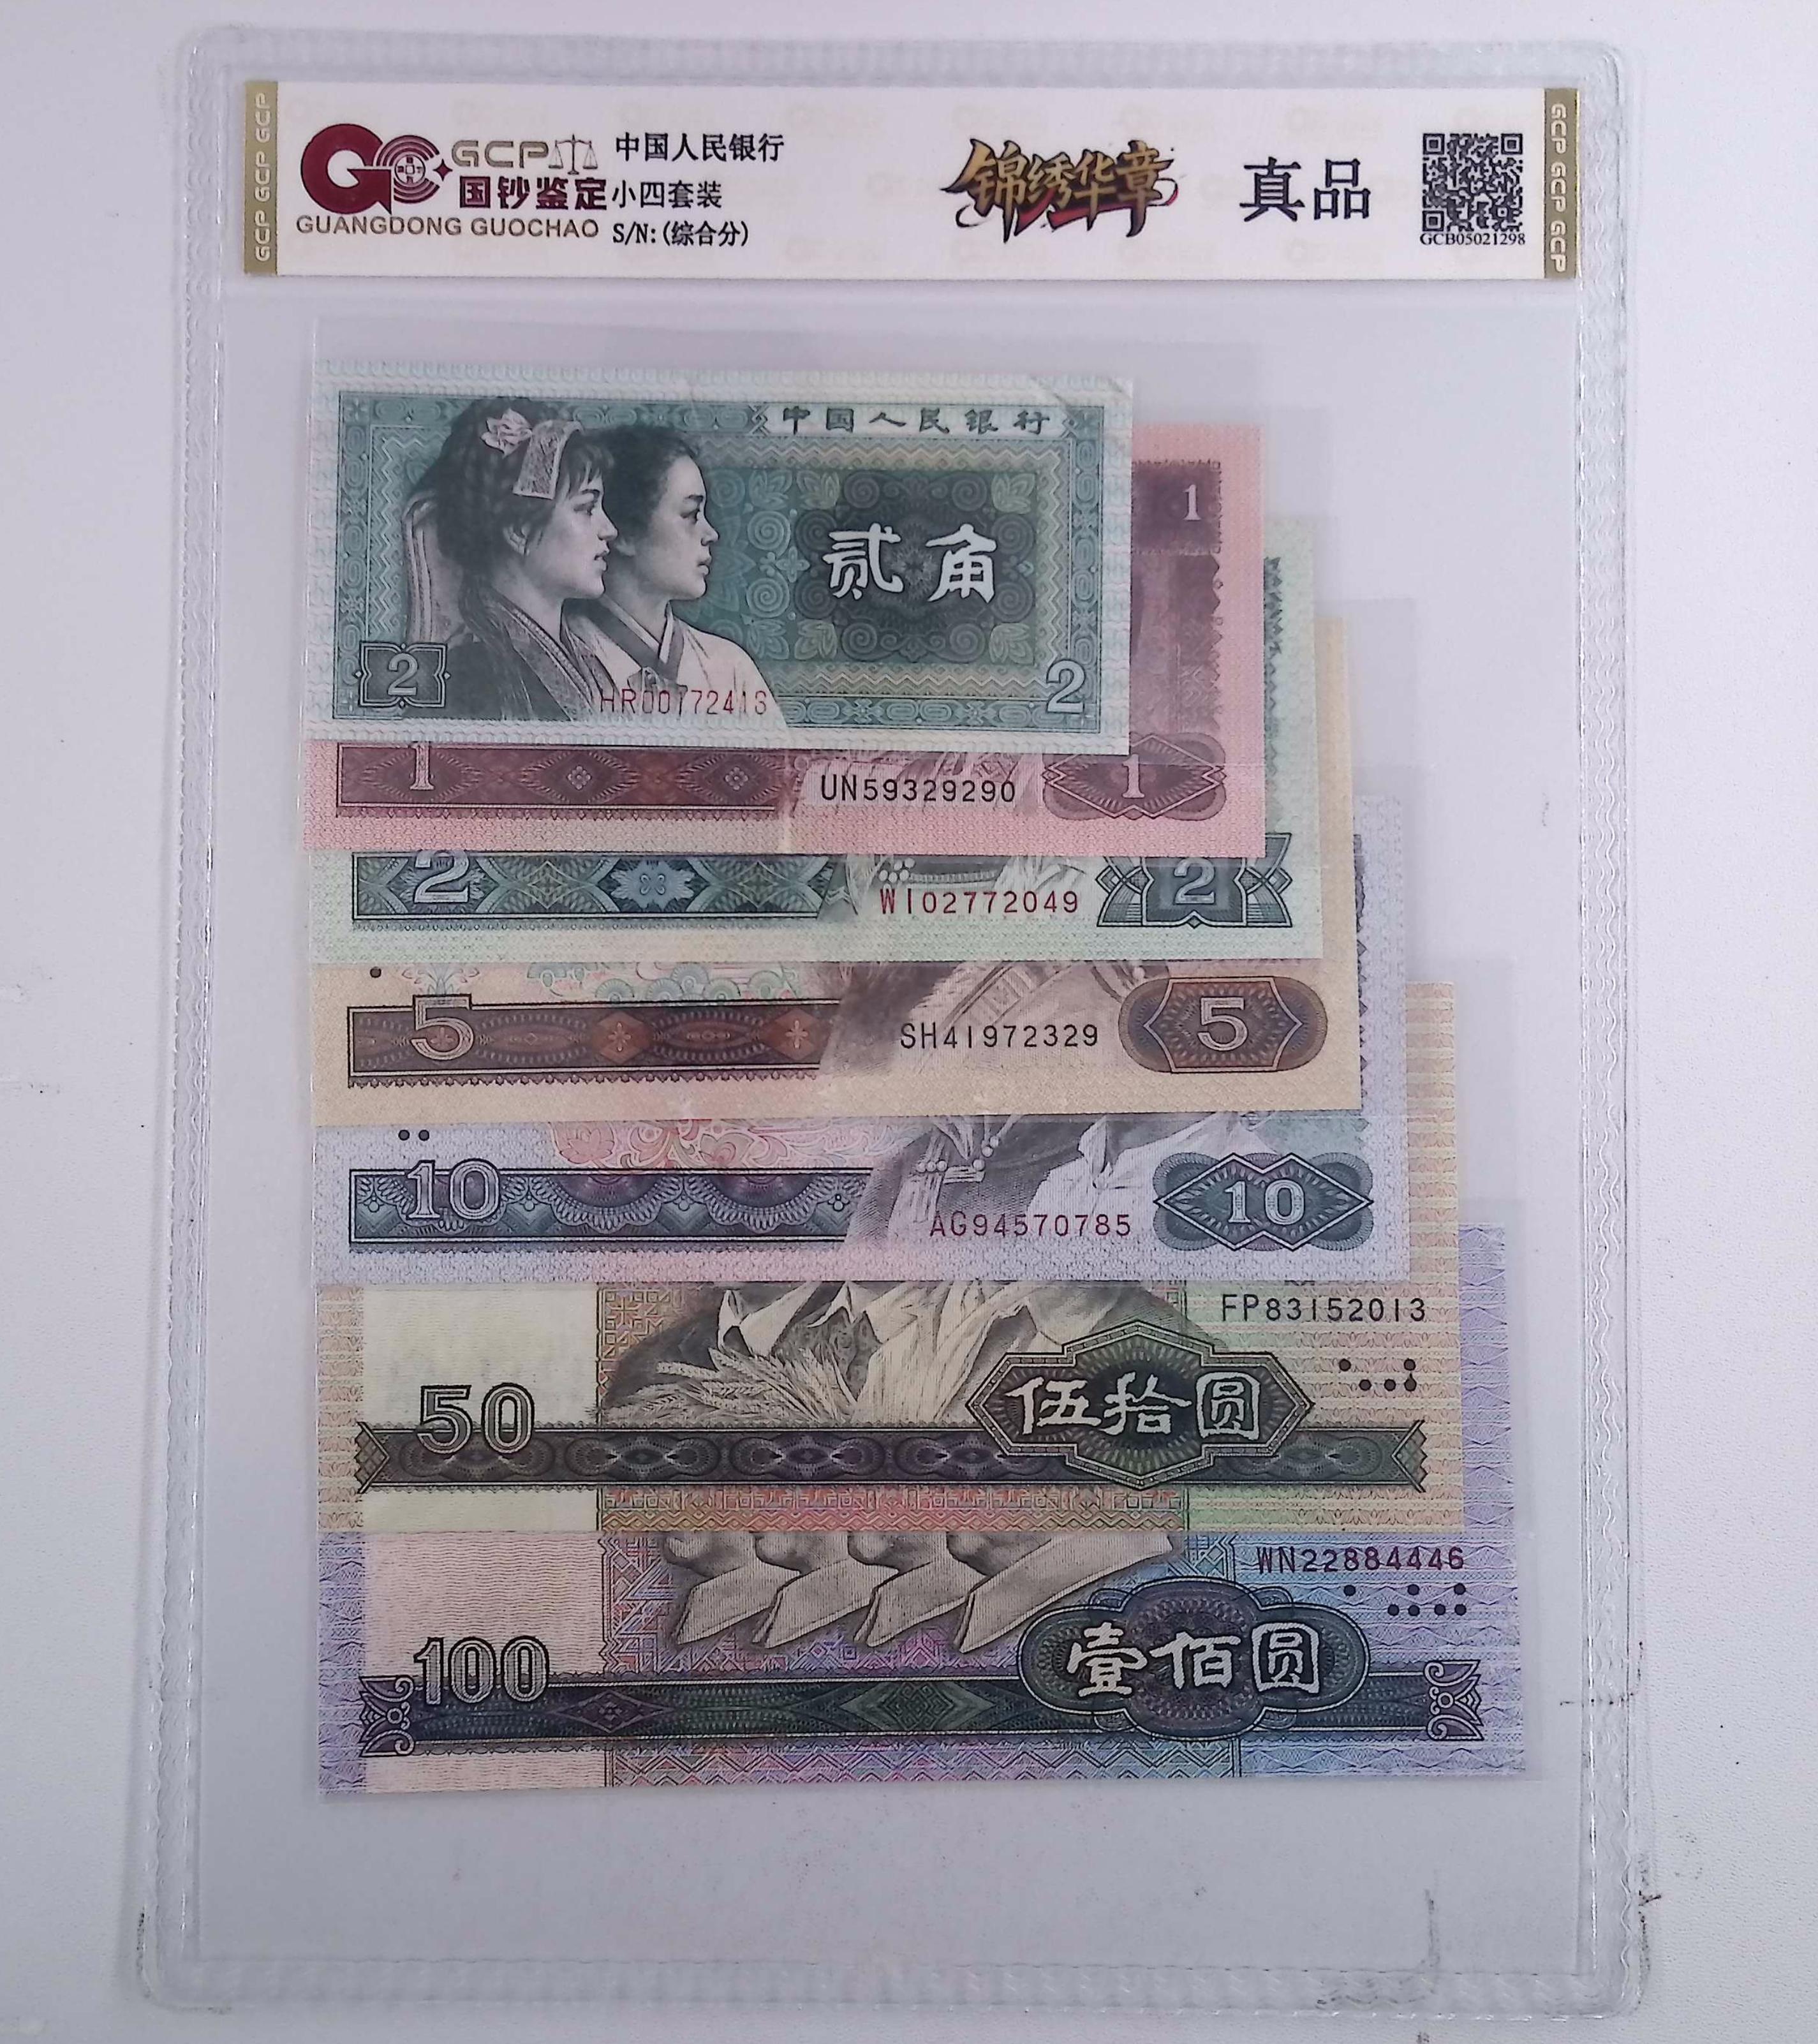 GCP GCP GCP
GCP
国钞鉴定
GUANGDONG GUOCHAO
中国人民银行
小四套装
S/N:(综合分)
锦绣华章
真品
GCB05021298
GCP GCP GCP
中国人民银行
贰角
2
2
1
1
UN59329290
1
2
WI02772049
2
5
SH41972329
5
10
AG94570785
10
FP83152013
50
伍拾圆
WN22884446
100
壹佰圆